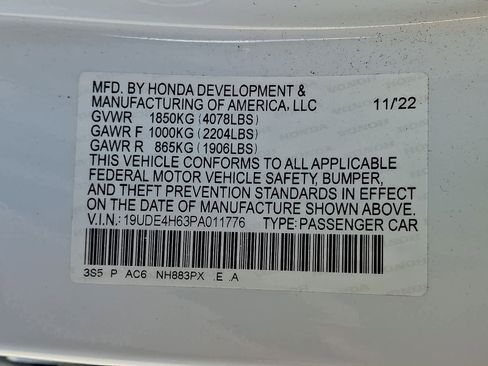 MFD. BY HONDA DEVELOPMENT &
MANUFACTURING OF AMERICA, LLC 11/22
GVWR 1850KG (4078LBS)
GAWR F 1000KG (2204LBS)
GAWR R 865KG (1906LBS)
THIS VEHICLE CONFORMS TO ALL APPLICABLE
FEDERAL MOTOR VEHICLE SAFETY, BUMPER,
AND THEFT PREVENTION STANDARDS IN EFFECT
ON THE DATE OF MANUFACTURE SHOWN ABOVE.
V.I.N.: 19UDE4H63PA011776 TYPE: PASSENGER CAR
3S5 P AC6 NH883PX .E .A